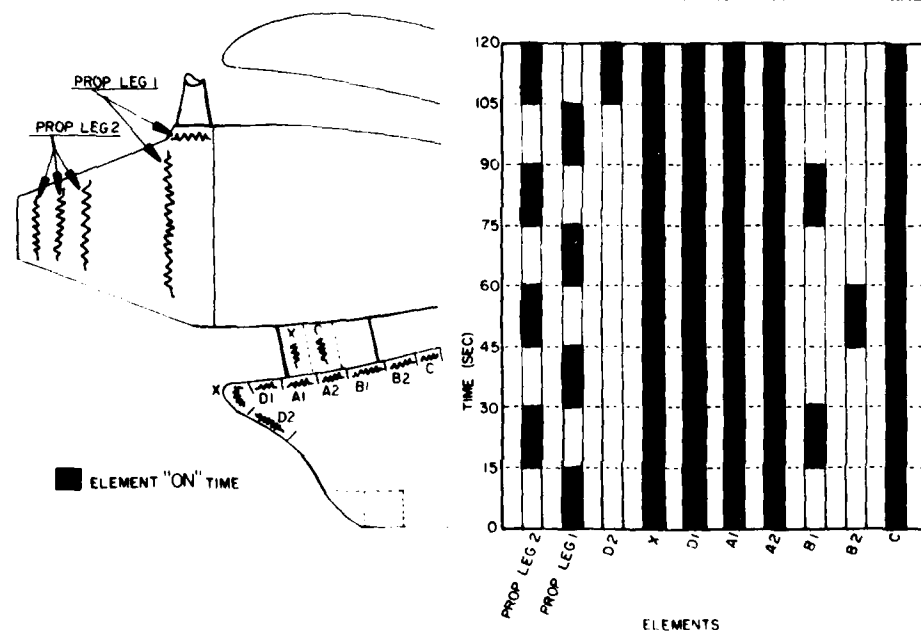 PROP LEG 1
PROP LEG 2
X
C
X
D1
A1
A2
B1
B2
C
D2
ELEMENT "ON" TIME
TIME (SEC)
120
105
90
75
60
45
30
15
0
PROP LEG 2
PROP LEG 1
D2
X
D1
A1
A2
B1
B2
C
ELEMENTS